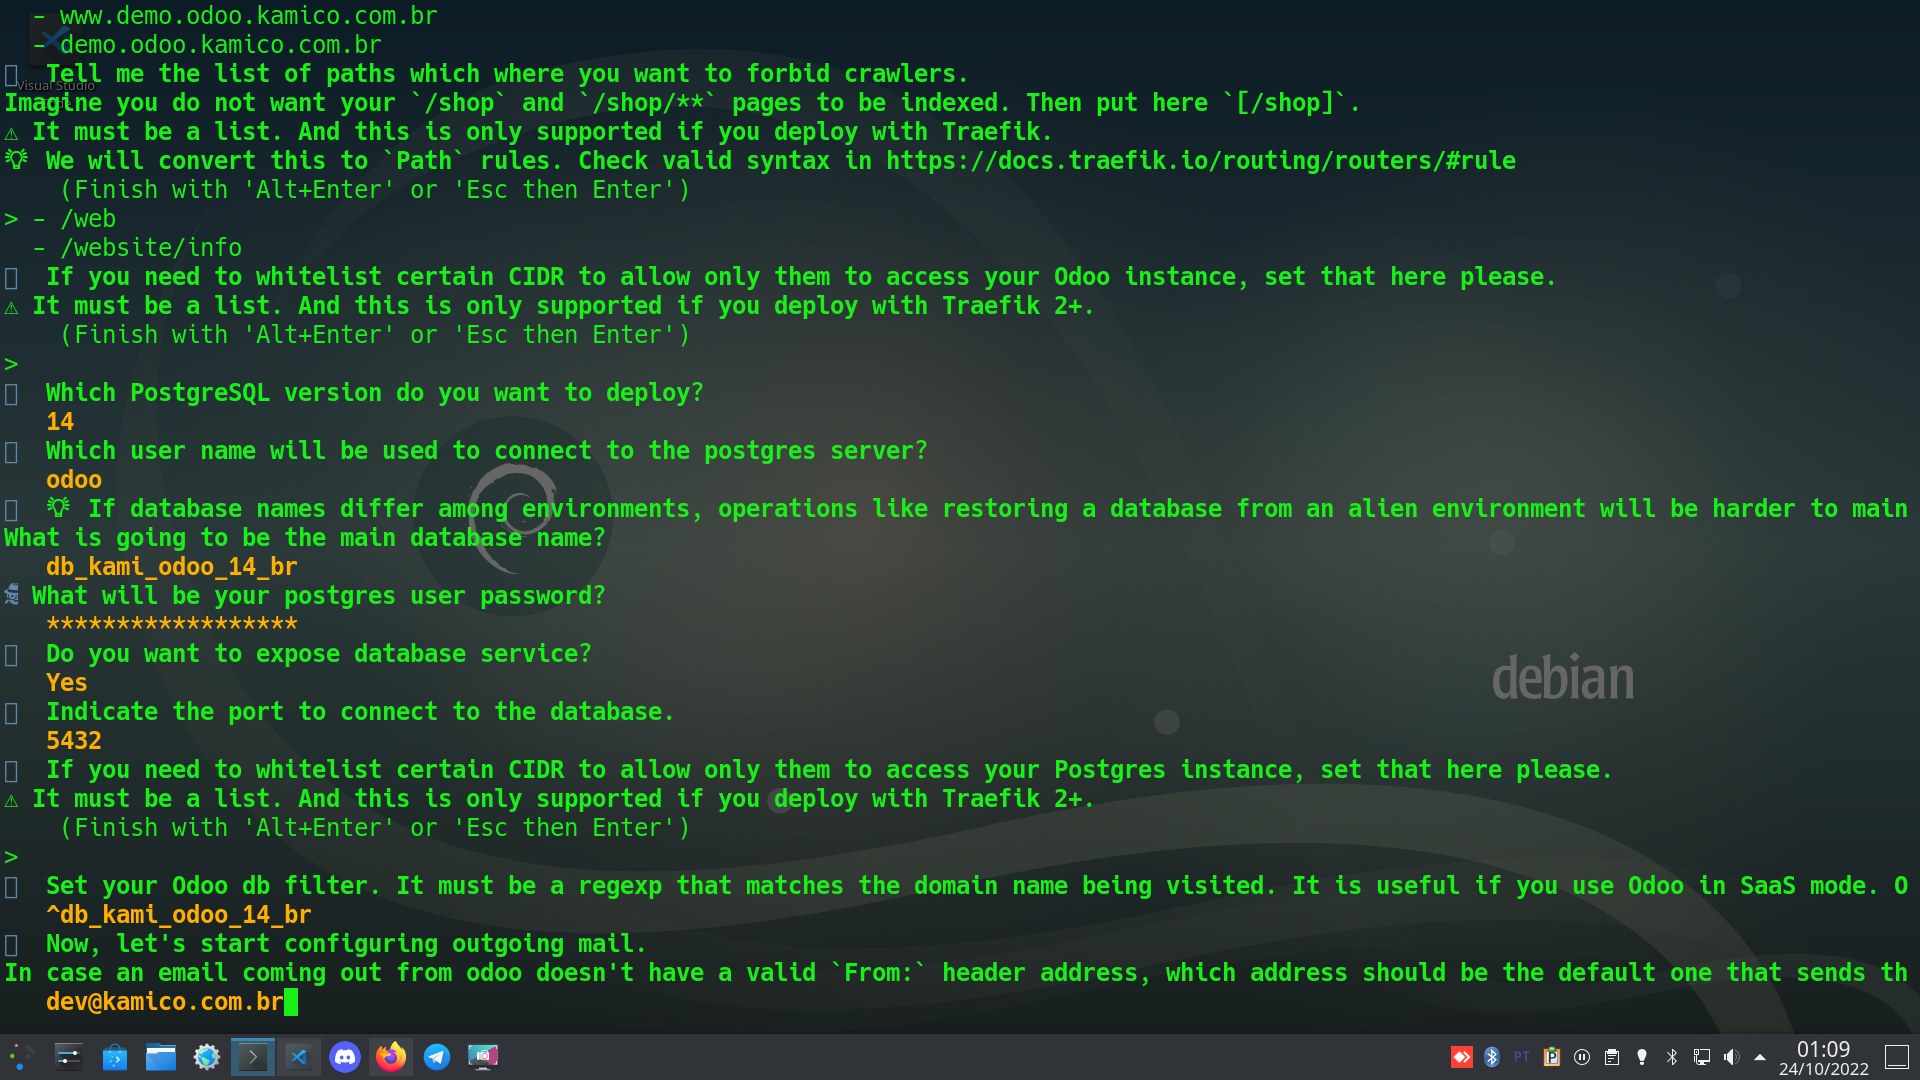 - www.demo.odoo.kamico.com.br
- demo.odoo.kamico.com.br
Tell me the list of paths which where you want to forbid crawlers.
Visual Studio
Imagine you do not want your `/shop` and `/shop/**` pages to be indexed. Then put here `[/shop]`.
⚠ It must be a list. And this is only supported if you deploy with Traefik.
💡 We will convert this to `Path` rules. Check valid syntax in https://docs.traefik.io/routing/routers/#rule
(Finish with 'Alt+Enter' or 'Esc then Enter')
> - /web
- /website/info
If you need to whitelist certain CIDR to allow only them to access your Odoo instance, set that here please.
⚠ It must be a list. And this is only supported if you deploy with Traefik 2+.
(Finish with 'Alt+Enter' or 'Esc then Enter')
>
Which PostgreSQL version do you want to deploy?
14
Which user name will be used to connect to the postgres server?
odoo
💡 If database names differ among environments, operations like restoring a database from an alien environment will be harder to main
What is going to be the main database name?
db_kami_odoo_14_br
What will be your postgres user password?
******************
Do you want to expose database service?
Yes
Indicate the port to connect to the database.
5432
If you need to whitelist certain CIDR to allow only them to access your Postgres instance, set that here please.
⚠ It must be a list. And this is only supported if you deploy with Traefik 2+.
(Finish with 'Alt+Enter' or 'Esc then Enter')
>
Set your Odoo db filter. It must be a regexp that matches the domain name being visited. It is useful if you use Odoo in SaaS mode. O
^db_kami_odoo_14_br
Now, let's start configuring outgoing mail.
In case an email coming out from odoo doesn't have a valid `From:` header address, which address should be the default one that sends th
dev@kamico.com.br
debian
PT
01:09
24/10/2022